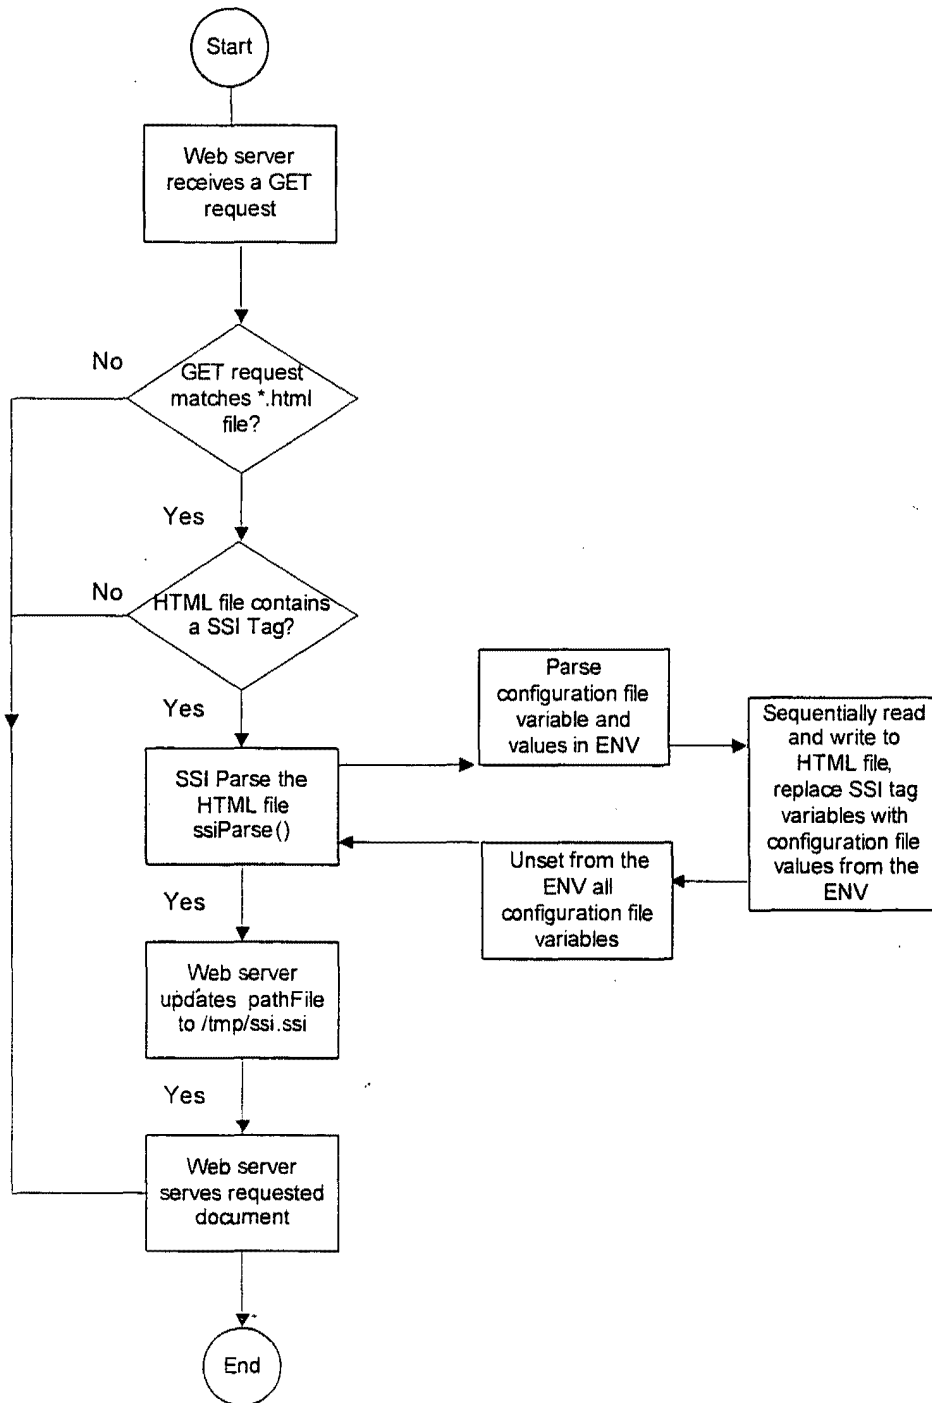 Start
Web server
receives a GET
request
No
GET request
matches *.html
file?
Yes
No
HTML file contains
a SSI Tag?
Yes
SSI Parse the
HTML file
ssiParse()
Parse
configuration file
variable and
values in ENV
Sequentially read
and write to
HTML file,
replace SSI tag
variables with
configuration file
values from the
ENV
Unset from the
ENV all
configuration file
variables
Yes
Web server
updates pathFile
to /tmp/ssi.ssi
Yes
Web server
serves requested
document
End